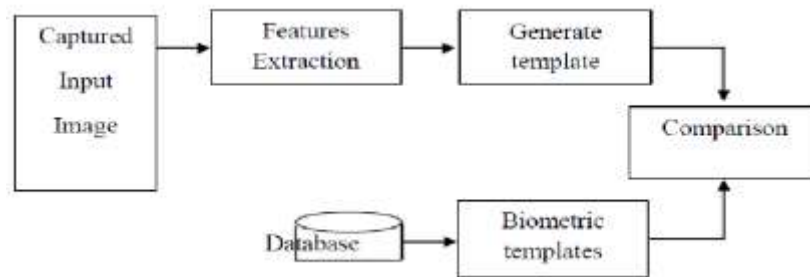 Captured
Input
Image
Features
Extraction
Generate
template
Comparison
Database
Biometric
templates